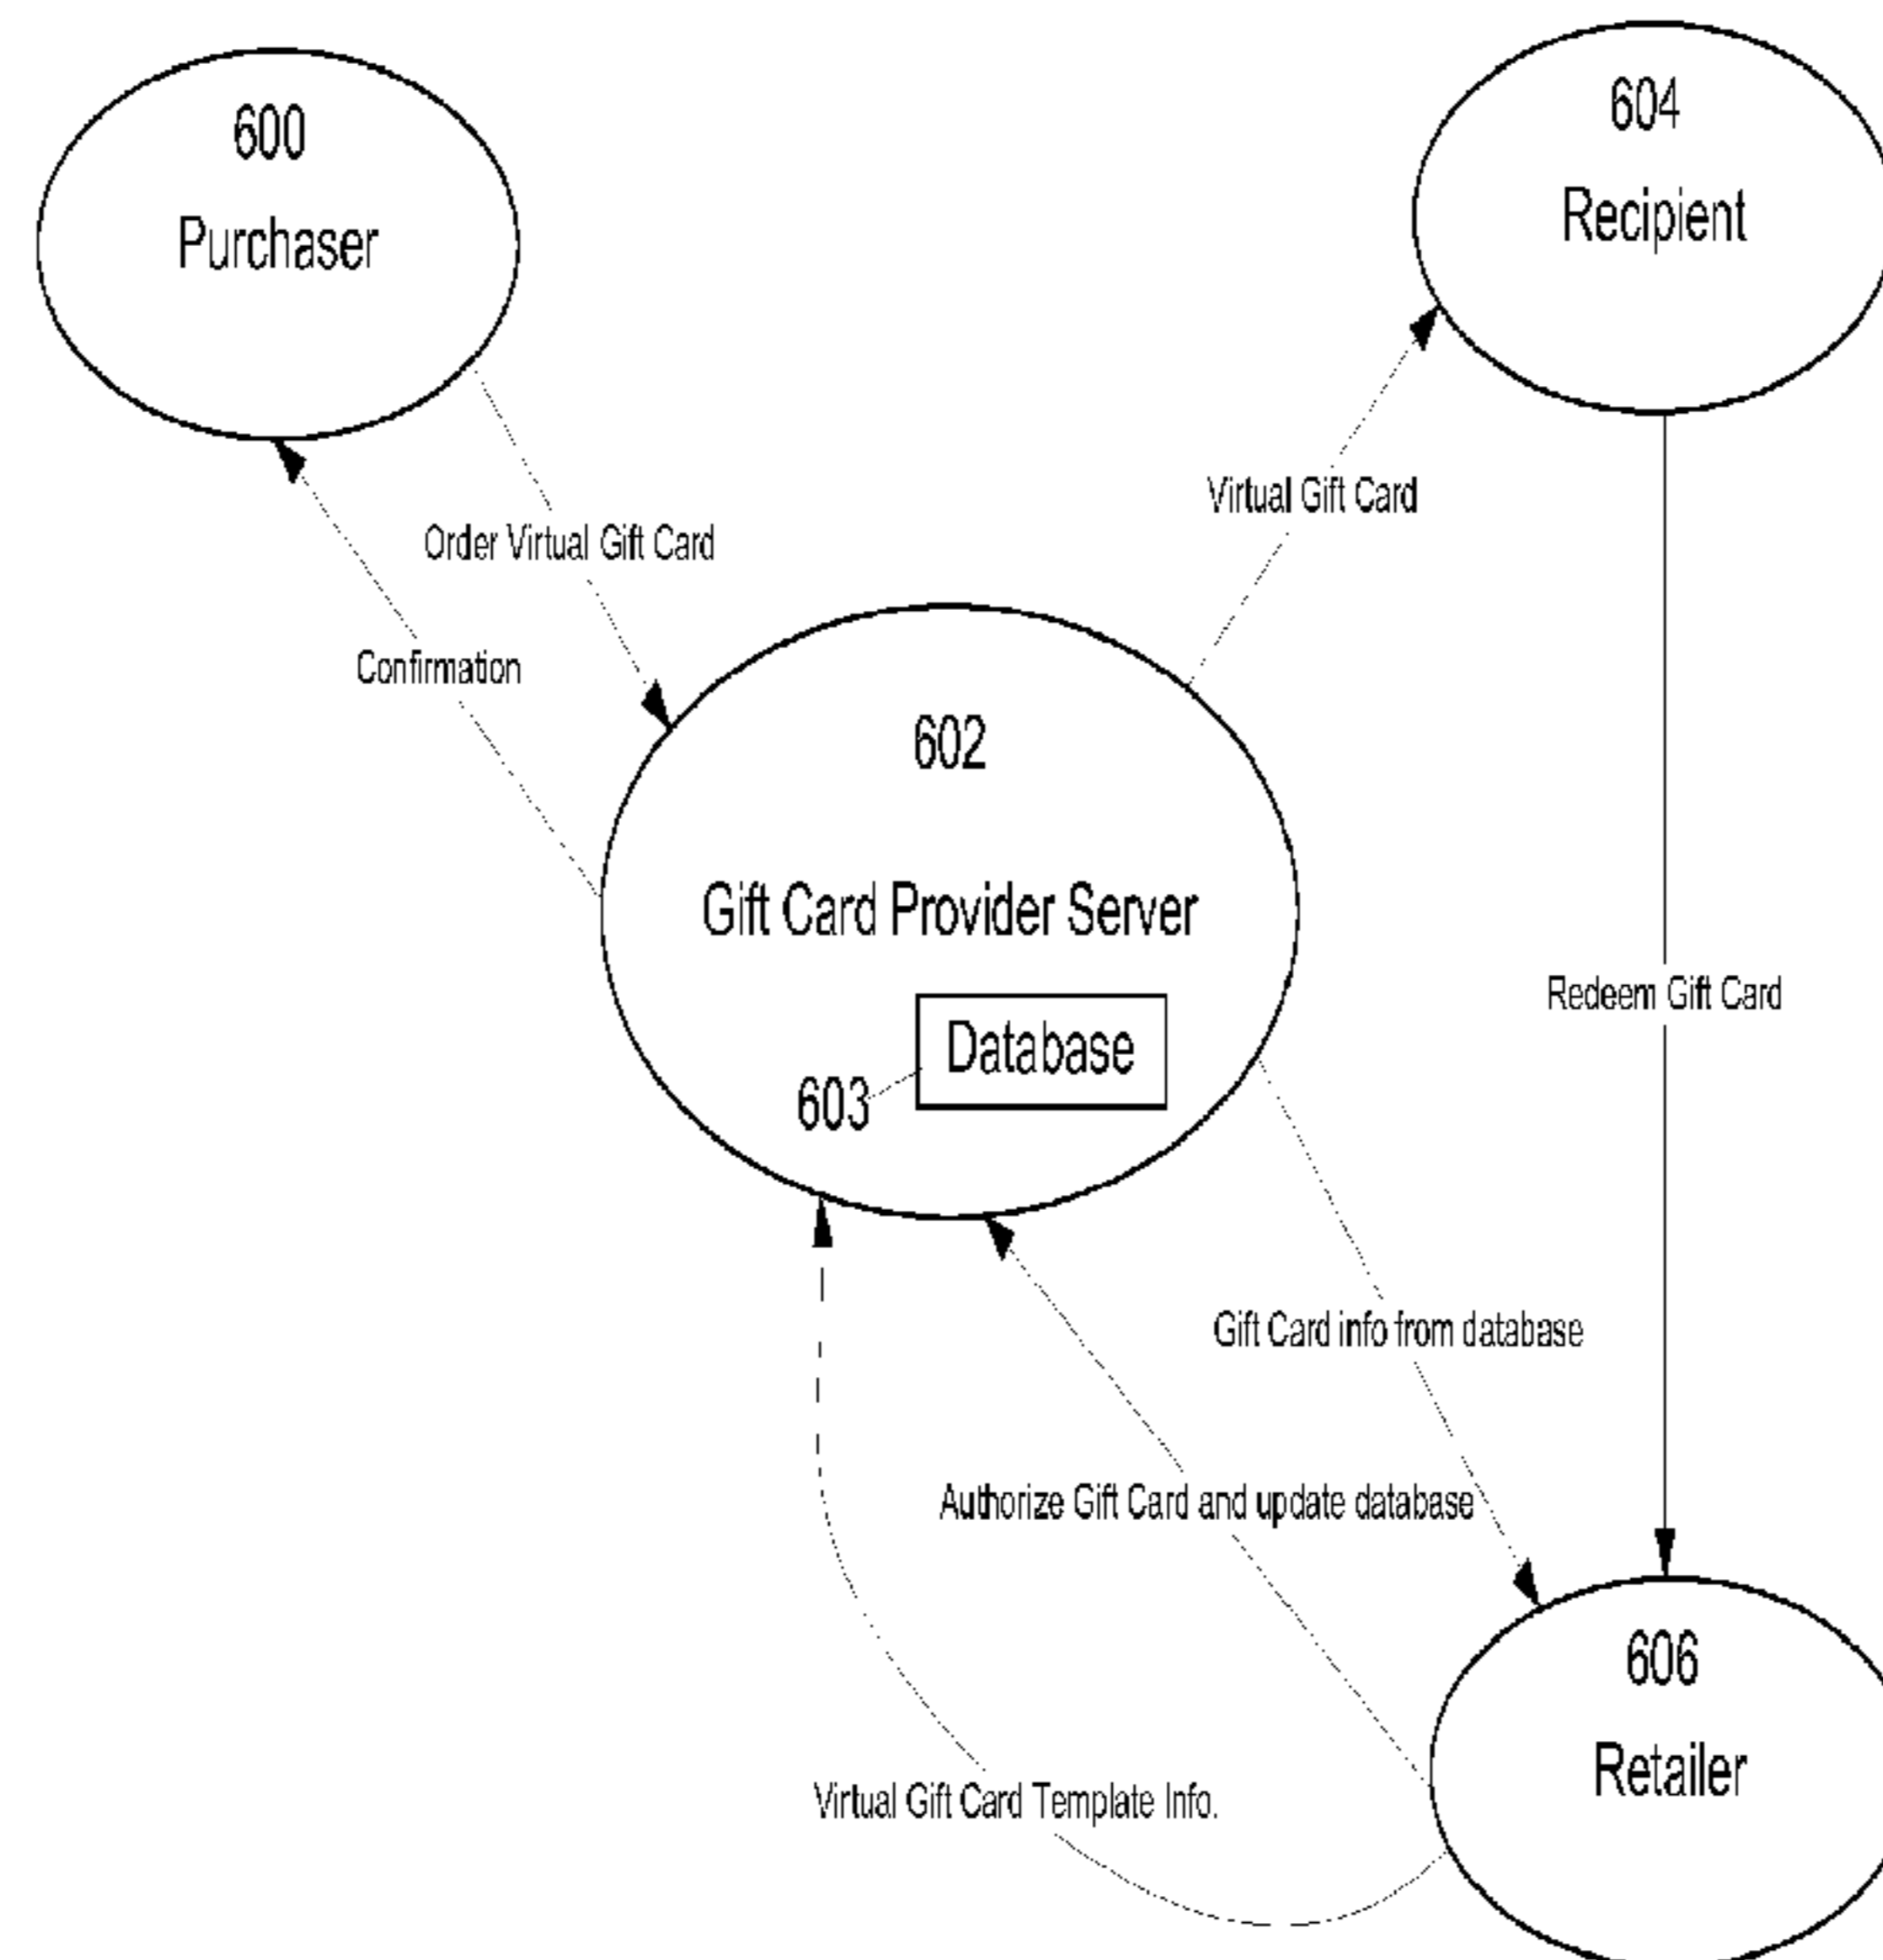 600
Purchaser
604
Recipient
Virtual Gift Card
Order Virtual Gift Card
Confirmation
602
Gift Card Provider Server
Database
603
Redeem Gift Card
Gift Card info from database
Authorize Gift Card and update database
606
Retailer
Virtual Gift Card Template Info.